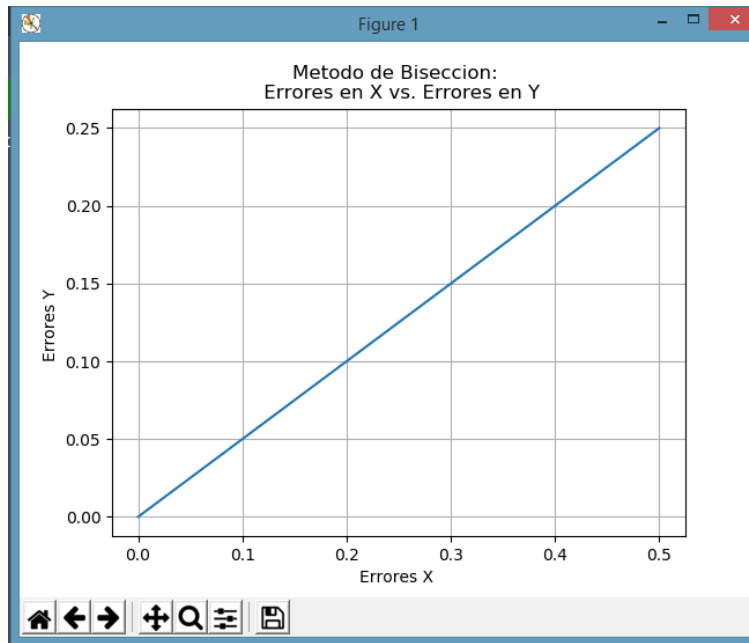 Figure 1
Metodo de Biseccion:
Errores en X vs. Errores en Y
0.25
0.20
0.15
0.10
0.05
0.00
Errores Y
0.0 0.1 0.2 0.3 0.4 0.5
Errores X